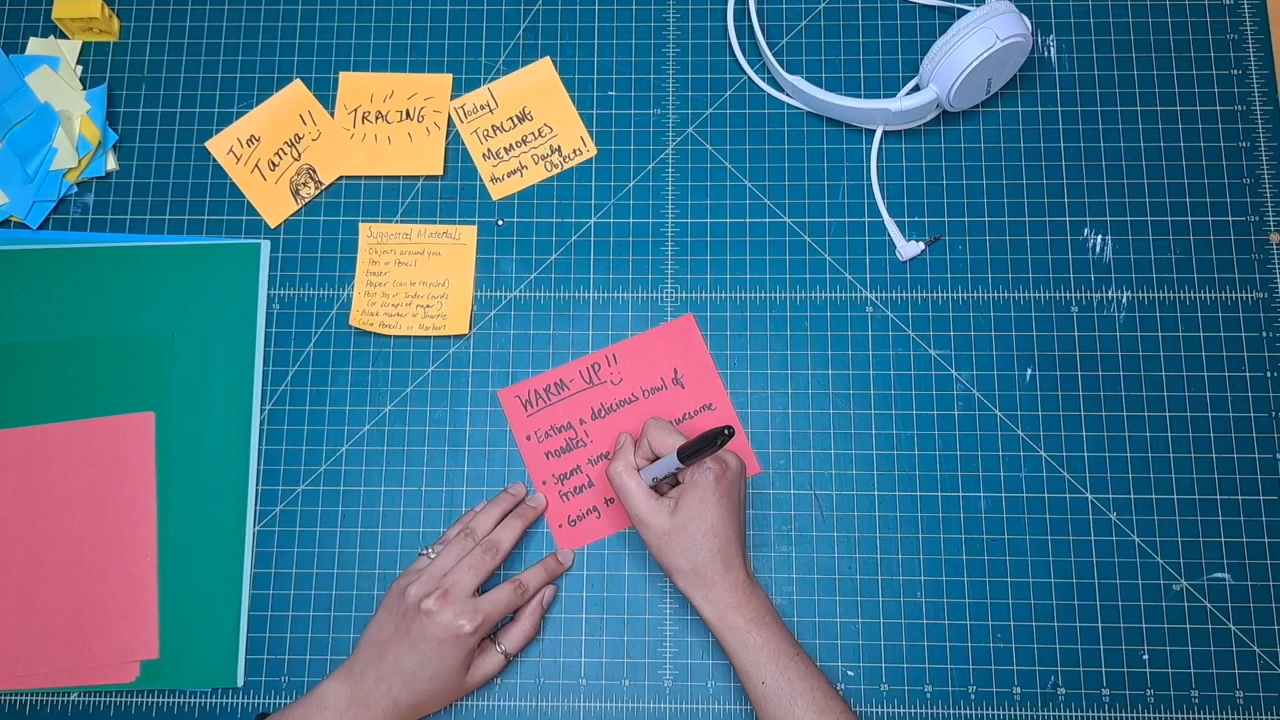 I'm
Tanya!!
TRACING
Today
TRACING
MEMORIES
through Daily
Objects!
Suggested Materials
• Objects around you
• Pen or Pencil
• Eraser
• Paper (can be recycled)
• Post-Its or Index Cards
(or scraps of paper!)
• Black marker or Sharpie
• Color Pencils or Markers
WARM-UP!!
• Eating a delicious bowl of
noodles!
• Spent time awesome
friend
• Going to
SONY